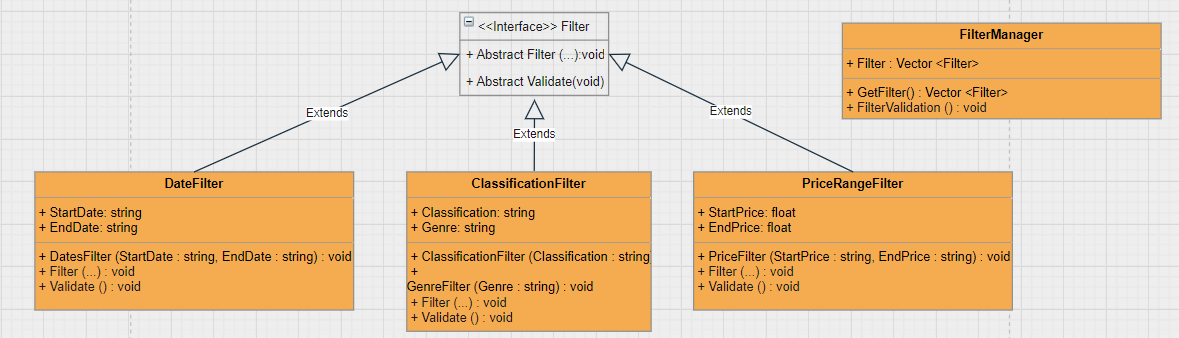 <<Interface>> Filter
+ Abstract Filter (...):void
+ Abstract Validate(void)
FilterManager
+ Filter : Vector <Filter>
+ GetFilter() : Vector <Filter>
+ FilterValidation () : void
Extends
Extends
Extends
DateFilter
+ StartDate: string
+ EndDate: string
+ DatesFilter (StartDate : string, EndDate : string) : void
+ Filter (...) : void
+ Validate () : void
ClassificationFilter
+ Classification: string
+ Genre: string
+ ClassificationFilter (Classification : string
+
GenreFilter (Genre : string) : void
+ Filter (...) : void
+ Validate () : void
PriceRangeFilter
+ StartPrice: float
+ EndPrice: float
+ PriceFilter (StartPrice : string, EndPrice : string) : void
+ Filter (...) : void
+ Validate () : void